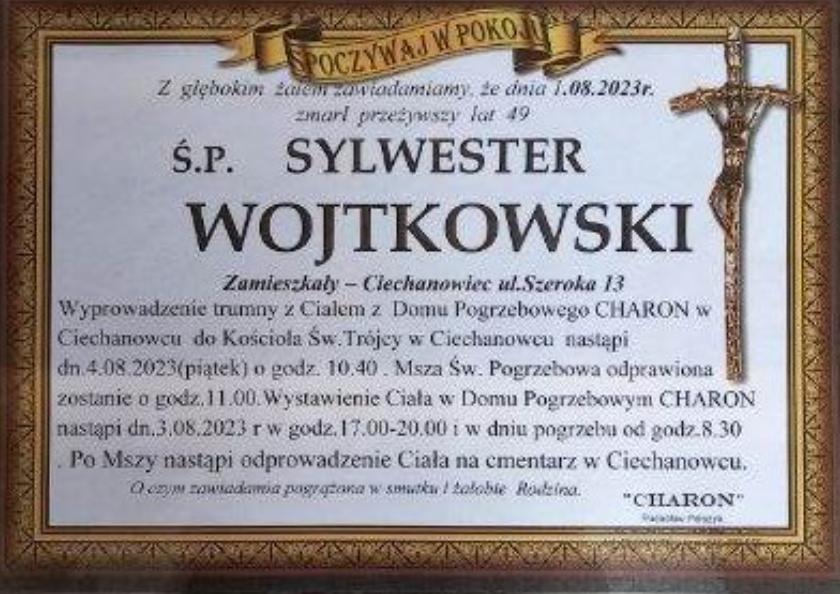 SPOCZYWAJ W POKOJU
Z głębokim żalem zawiadamiamy, że dnia 1.08.2023r.
zmarł przeżywszy lat 49
Ś.P. SYLWESTER
WOJTKOWSKI
Zamieszkały – Ciechanowiec ul.Szeroka 13
Wyprowadzenie trumny z Ciałem z Domu Pogrzebowego CHARON w
Ciechanowcu do Kościoła Św.Trójcy w Ciechanowcu nastąpi
dn.4.08.2023(piątek) o godz. 10.40 . Msza Św. Pogrzebowa odprawiona
zostanie o godz.11.00.Wystawienie Ciała w Domu Pogrzebowym CHARON
nastąpi dn.3.08.2023 r w godz.17.00-20.00 i w dniu pogrzebu od godz.8.30
. Po Mszy nastąpi odprowadzenie Ciała na cmentarz w Ciechanowcu.
O czym zawiadamia pogrążona w smutku i żałobie Rodzina.
"CHARON"